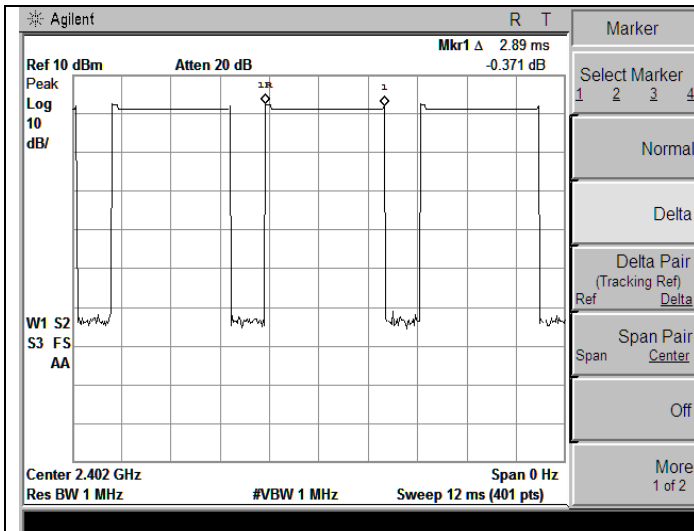 Agilent R T
Mkr1 Δ 2.89 ms
Ref 10 dBm Atten 20 dB -0.371 dB
Peak
Log
10
dB/
1R
1
W1 S2
S3 FS
AA
Center 2.402 GHz Span 0 Hz
Res BW 1 MHz #VBW 1 MHz Sweep 12 ms (401 pts)
Marker
Select Marker
1 2 3 4
Normal
Delta
Delta Pair
(Tracking Ref)
Ref Delta
Span Pair
Span Center
Off
More
1 of 2